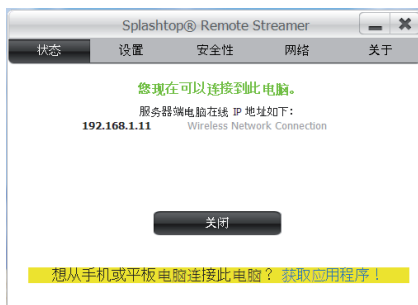 Splashtop® Remote Streamer
状态 设置 安全性 网络 关于
您现在可以连接到此电脑。
服务器端电脑在线 IP 地址如下:
192.168.1.11 Wireless Network Connection
关闭
想从手机或平板电脑连接此电脑？ 获取应用程序！